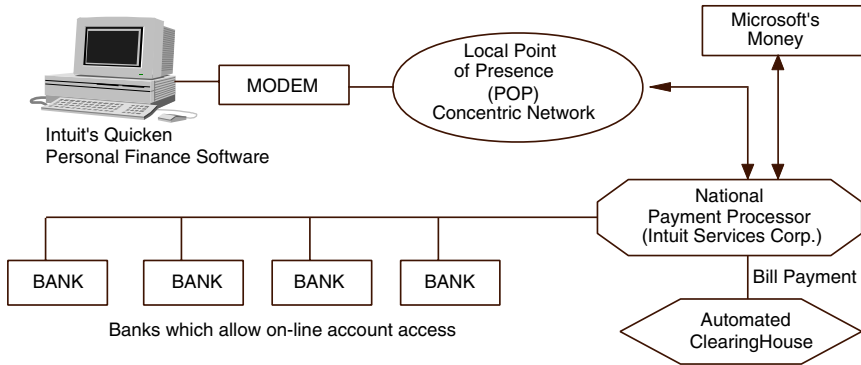 Microsoft's
Money
Local Point
of Presence
(POP)
Concentric Network
MODEM
Intuit's Quicken
Personal Finance Software
National
Payment Processor
(Intuit Services Corp.)
BANK
BANK
BANK
BANK
Bill Payment
Banks which allow on-line account access
Automated
ClearingHouse